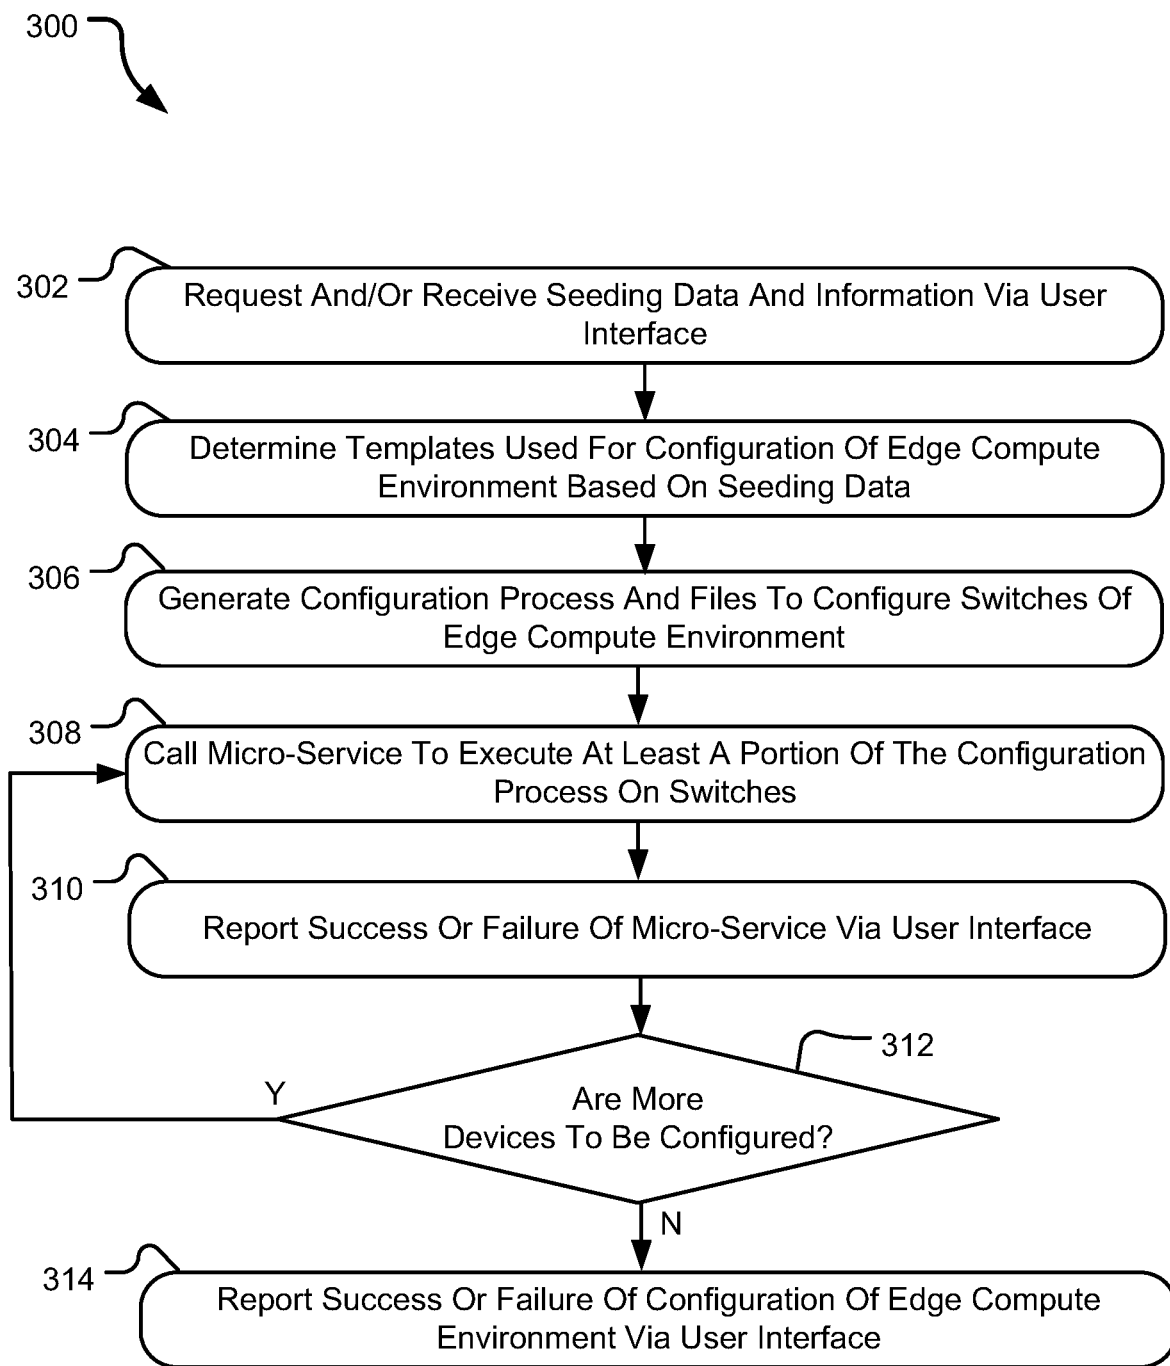 300
302
Request And/Or Receive Seeding Data And Information Via User
Interface
304
Determine Templates Used For Configuration Of Edge Compute
Environment Based On Seeding Data
306
Generate Configuration Process And Files To Configure Switches Of
Edge Compute Environment
308
Call Micro-Service To Execute At Least A Portion Of The Configuration
Process On Switches
310
Report Success Or Failure Of Micro-Service Via User Interface
312
Y
Are More
Devices To Be Configured?
N
314
Report Success Or Failure Of Configuration Of Edge Compute
Environment Via User Interface